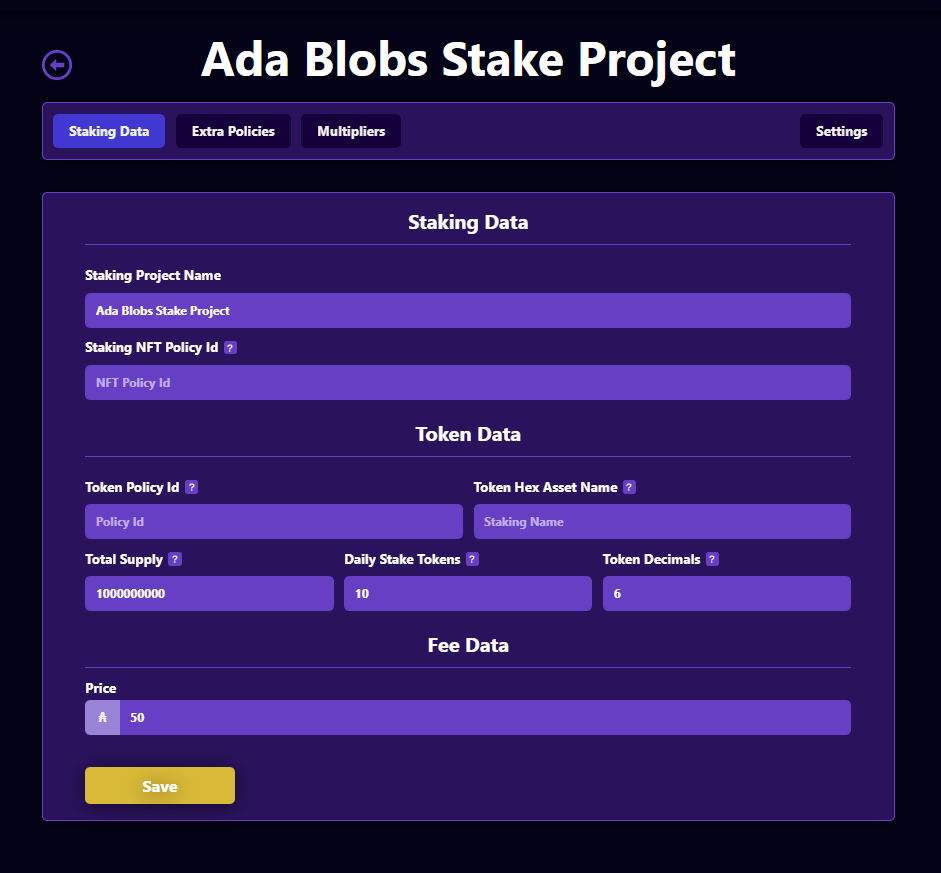 Ada Blobs Stake Project
Staking Data Extra Policies Multipliers Settings
Staking Data
Staking Project Name
Ada Blobs Stake Project
Staking NFT Policy Id ?
NFT Policy Id
Token Data
Token Policy Id ? Token Hex Asset Name ?
Policy Id Staking Name
Total Supply ? Daily Stake Tokens ? Token Decimals ?
1000000000 10 6
Fee Data
Price
₳ 50
Save